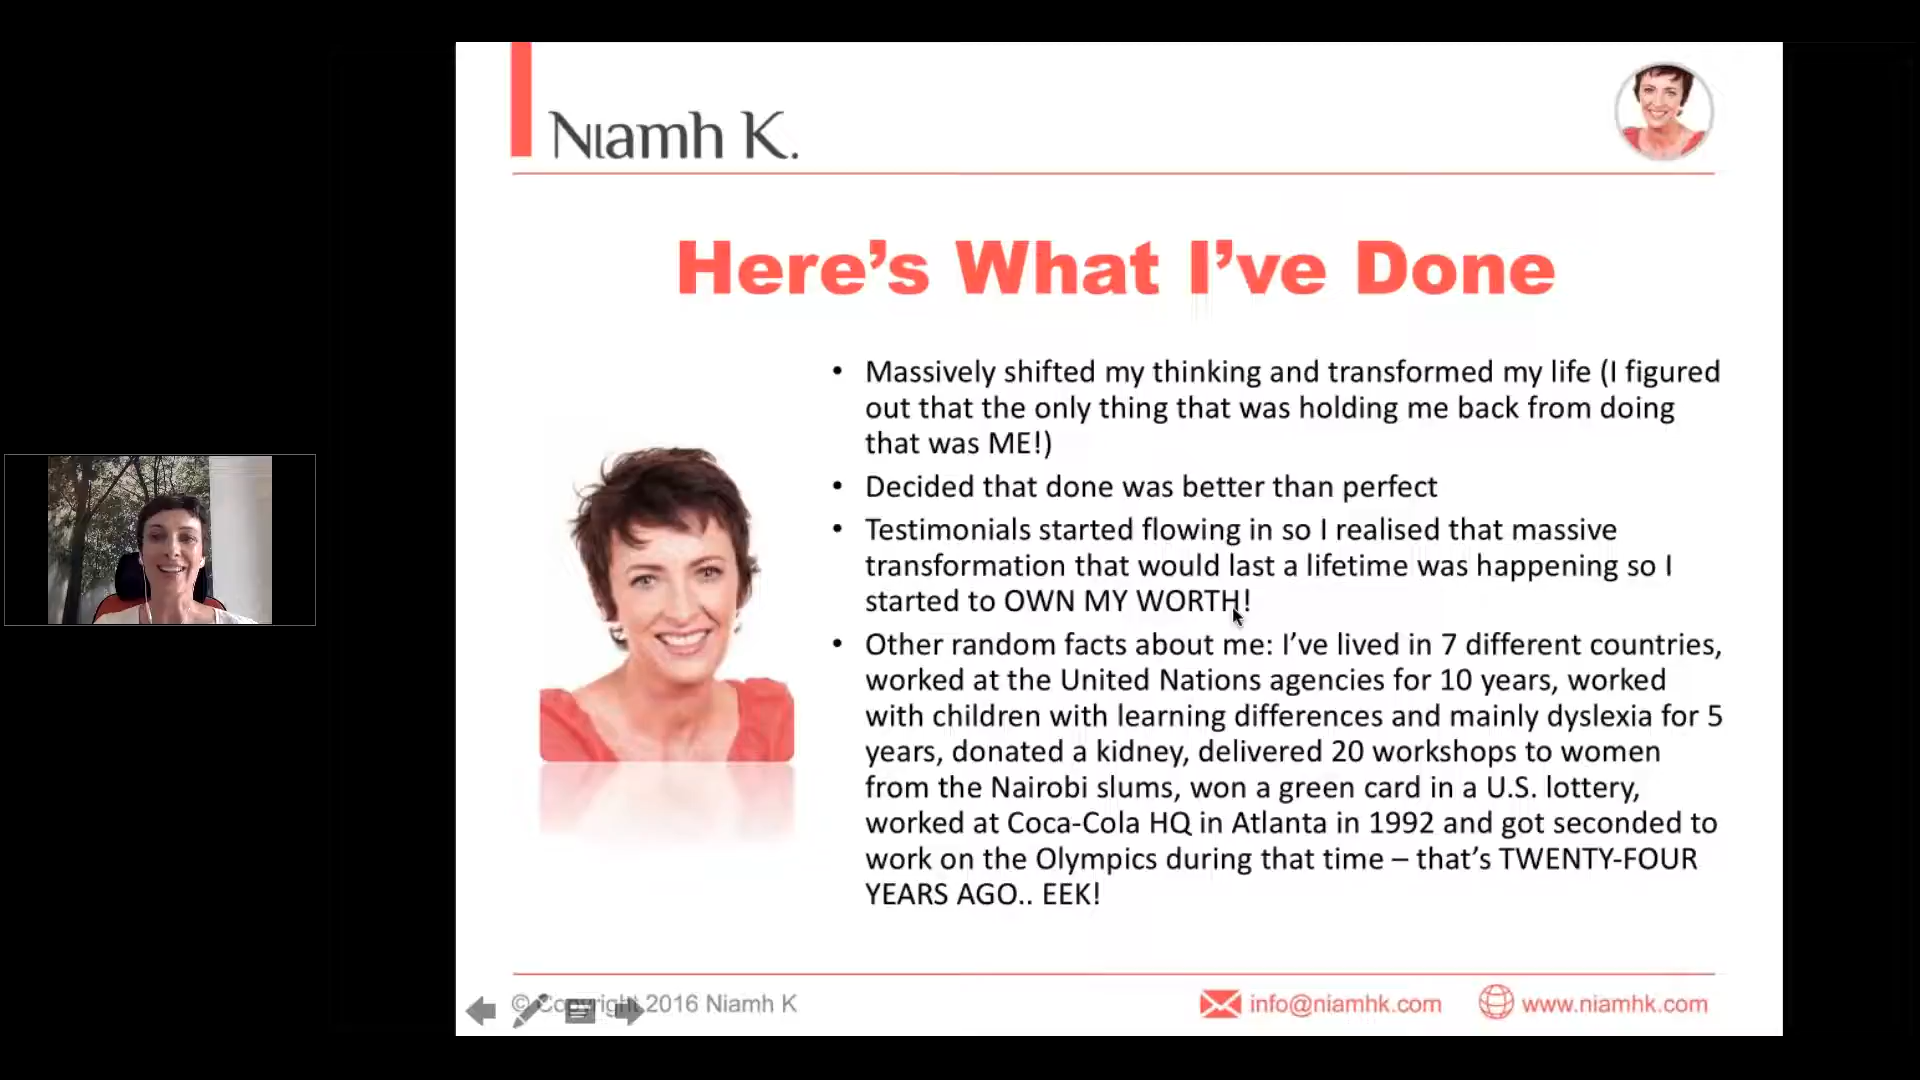 Niamh K.
Here’s What I’ve Done
• Massively shifted my thinking and transformed my life (I figured
out that the only thing that was holding me back from doing
that was ME!)
• Decided that done was better than perfect
• Testimonials started flowing in so I realised that massive
transformation that would last a lifetime was happening so I
started to OWN MY WORTH!
• Other random facts about me: I’ve lived in 7 different countries,
worked at the United Nations agencies for 10 years, worked
with children with learning differences and mainly dyslexia for 5
years, donated a kidney, delivered 20 workshops to women
from the Nairobi slums, won a green card in a U.S. lottery,
worked at Coca-Cola HQ in Atlanta in 1992 and got seconded to
work on the Olympics during that time – that’s TWENTY-FOUR
YEARS AGO.. EEK!
© Copyright 2016 Niamh K
info@niamhk.com
www.niamhk.com